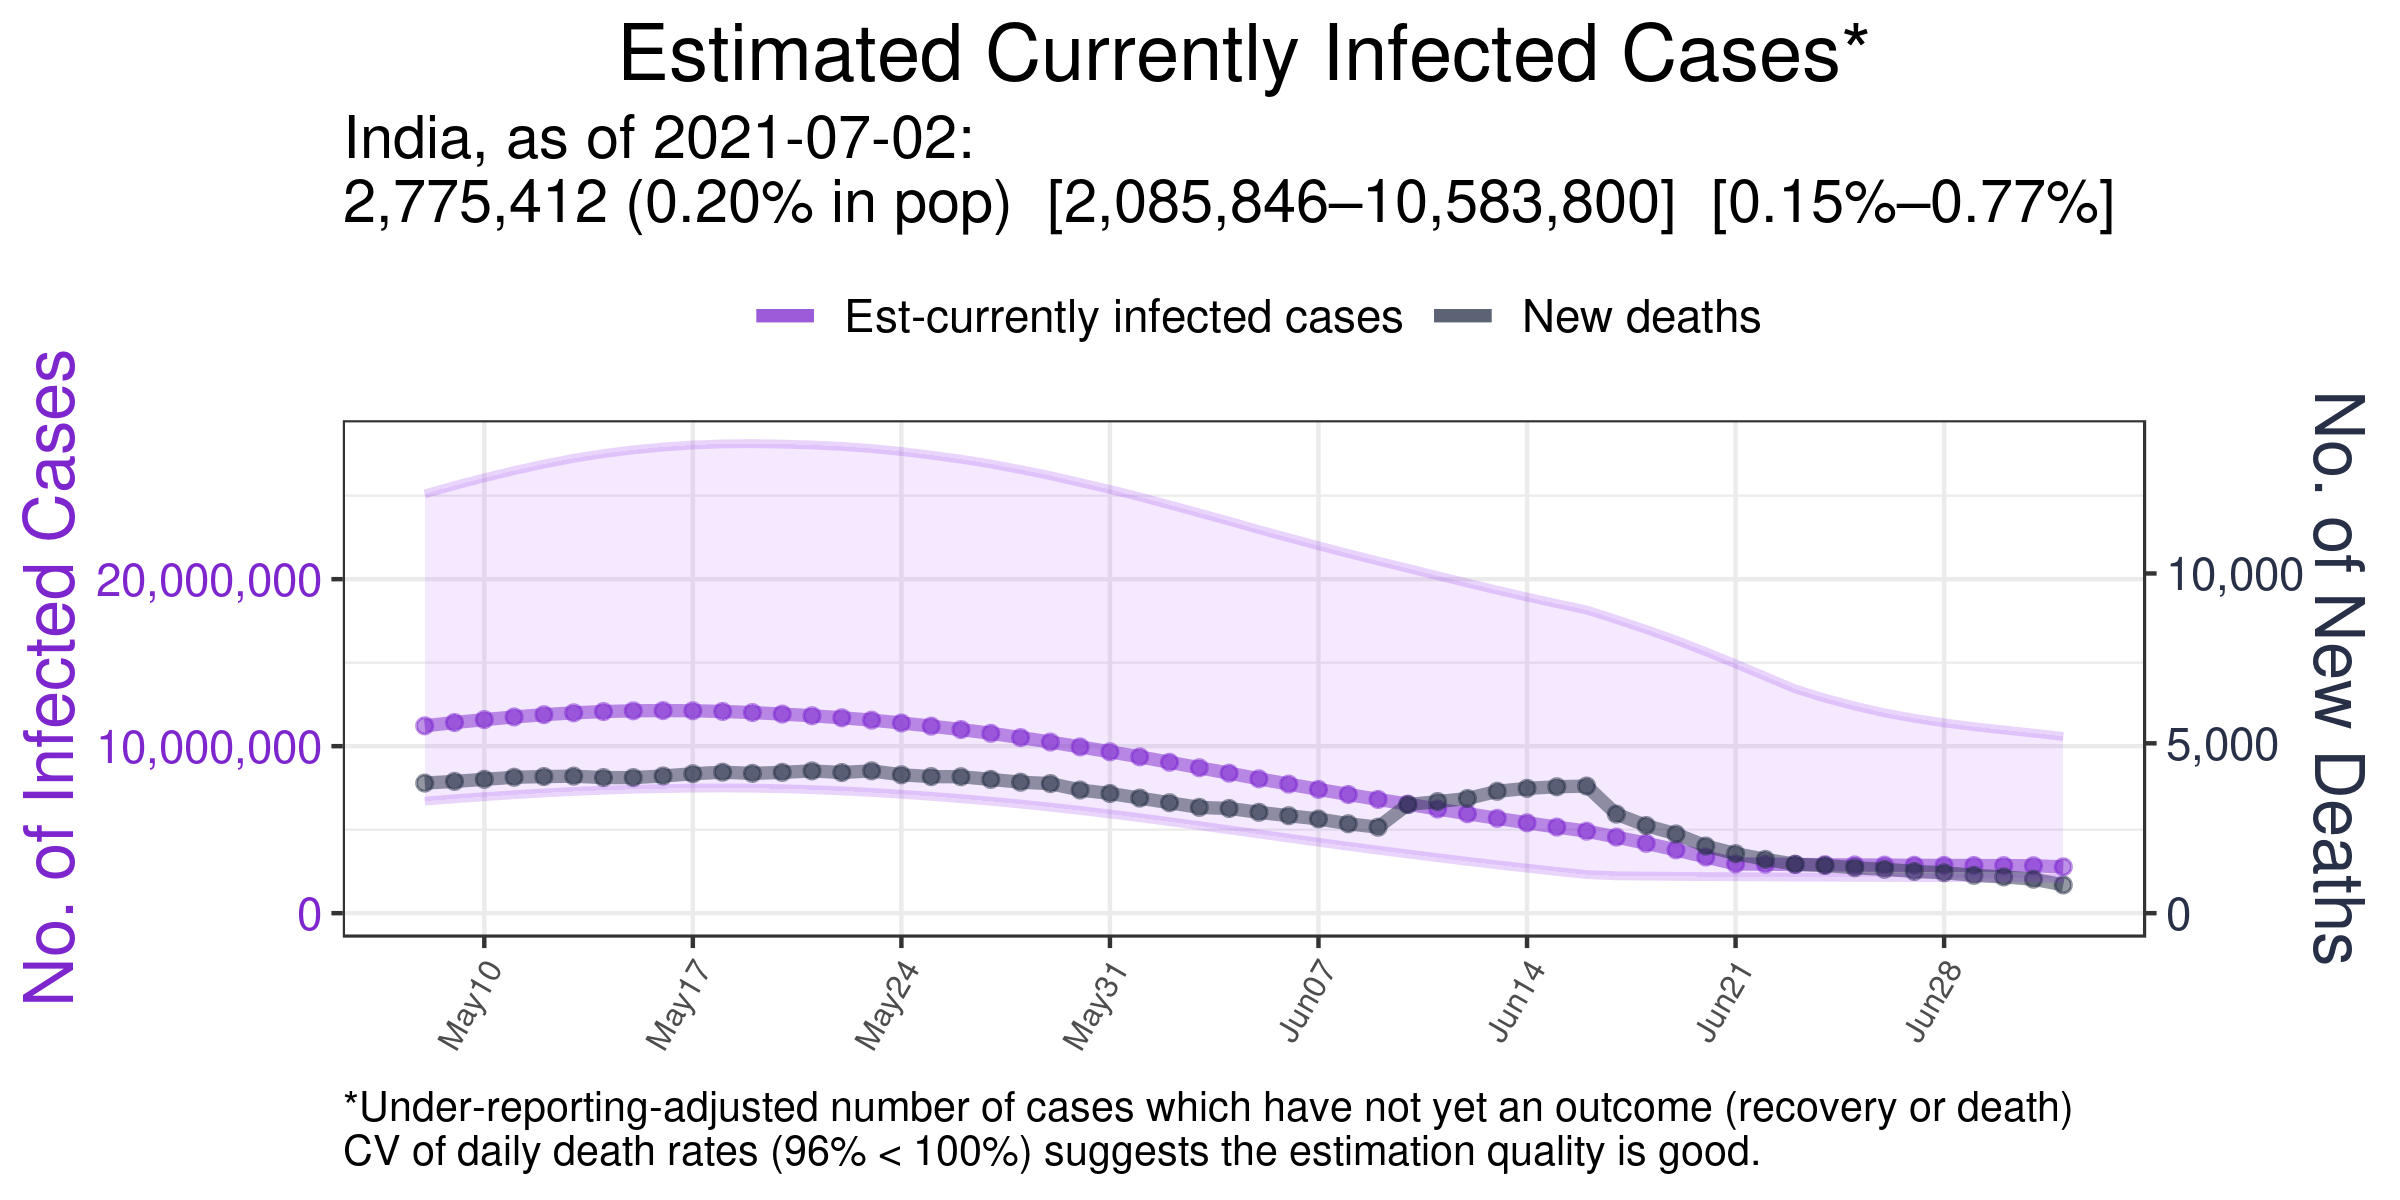 Estimated Currently Infected Cases*
India, as of 2021-07-02:
2,775,412 (0.20% in pop)  [2,085,846–10,583,800]  [0.15%–0.77%]
Est-currently infected cases
New deaths
No. of Infected Cases
20,000,000
10,000,000
0
10,000
5,000
0
No. of New Deaths
May10
May17
May24
May31
Jun07
Jun14
Jun21
Jun28
*Under-reporting-adjusted number of cases which have not yet an outcome (recovery or death)
CV of daily death rates (96% < 100%) suggests the estimation quality is good.